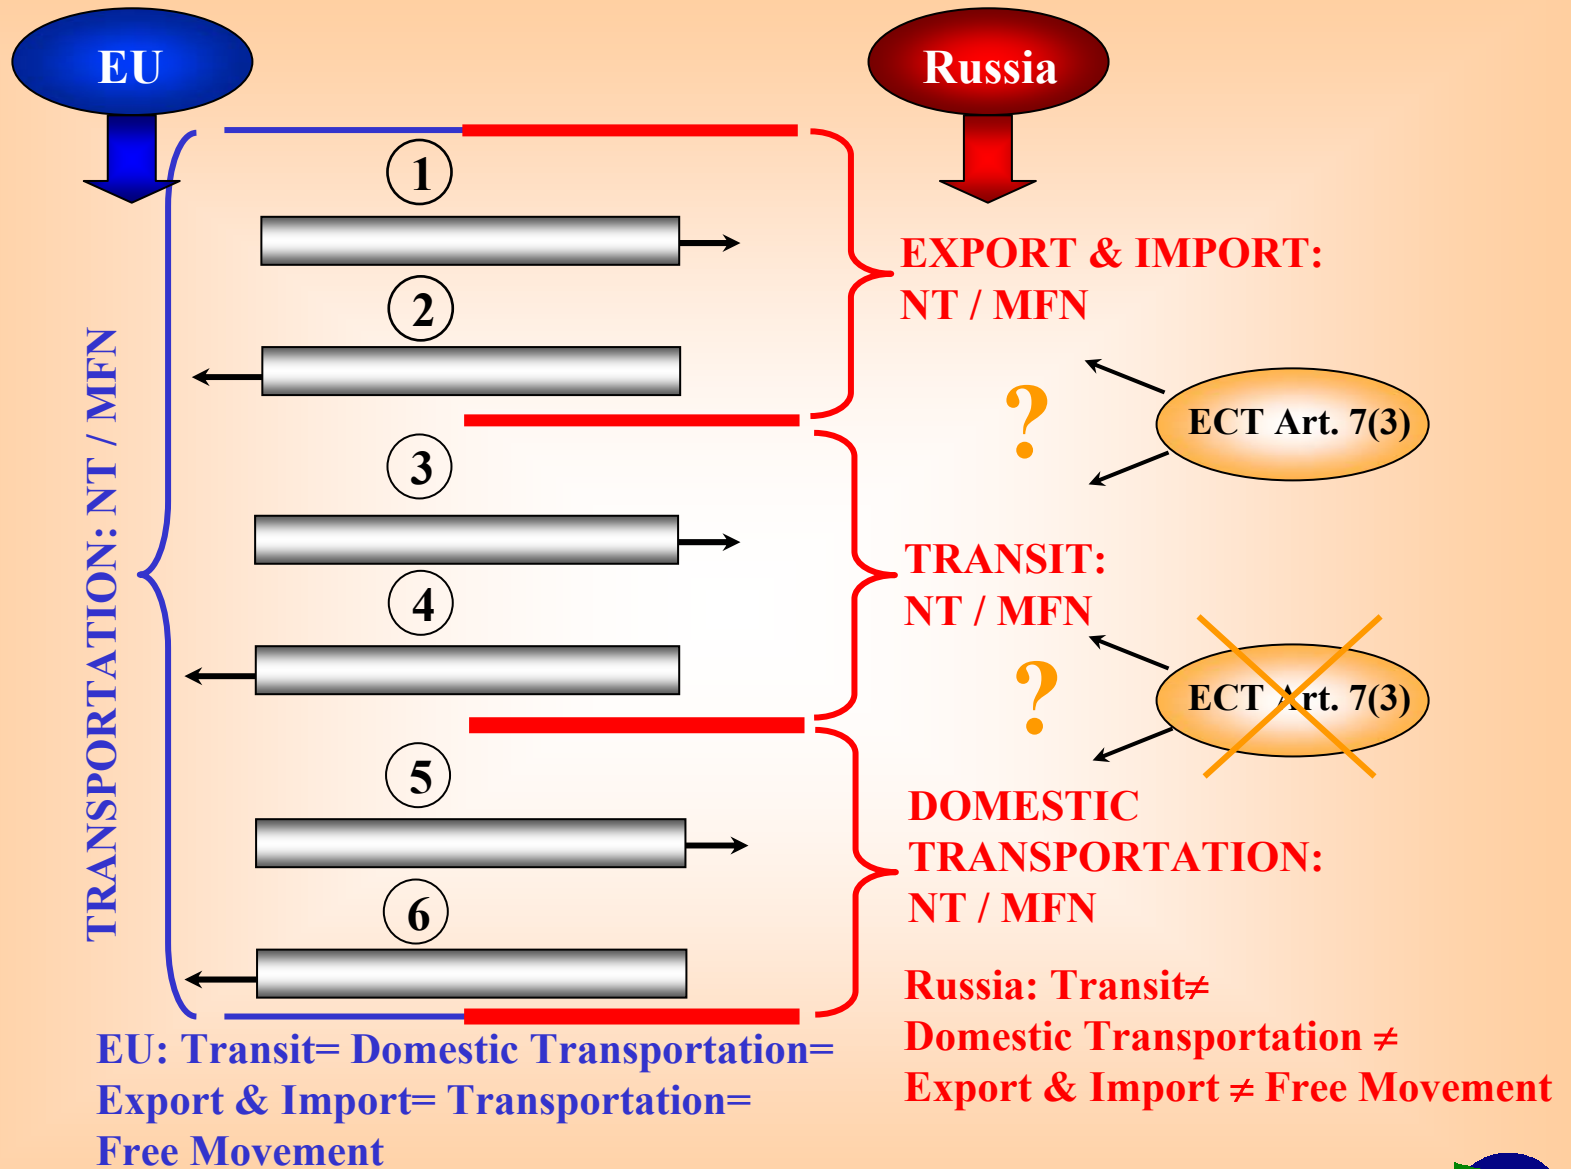 EU
Russia
TRANSPORTATION: NT / MFN
1
2
3
4
5
6
EXPORT & IMPORT:
NT / MFN
?
ECT Art. 7(3)
TRANSIT:
NT / MFN
?
ECT Art. 7(3)
DOMESTIC
TRANSPORTATION:
NT / MFN
EU: Transit= Domestic Transportation=
Export & Import= Transportation=
Free Movement
Russia: Transit≠
Domestic Transportation ≠
Export & Import ≠ Free Movement